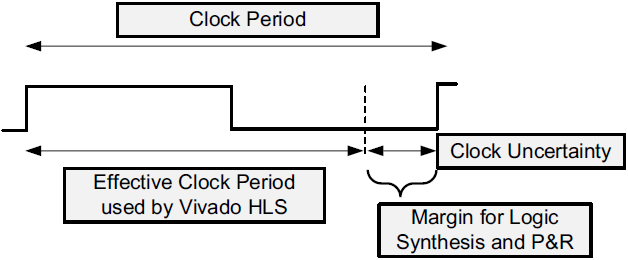 Clock Period
Clock Uncertainty
Effective Clock Period
used by Vivado HLS
Margin for Logic
Synthesis and P&R